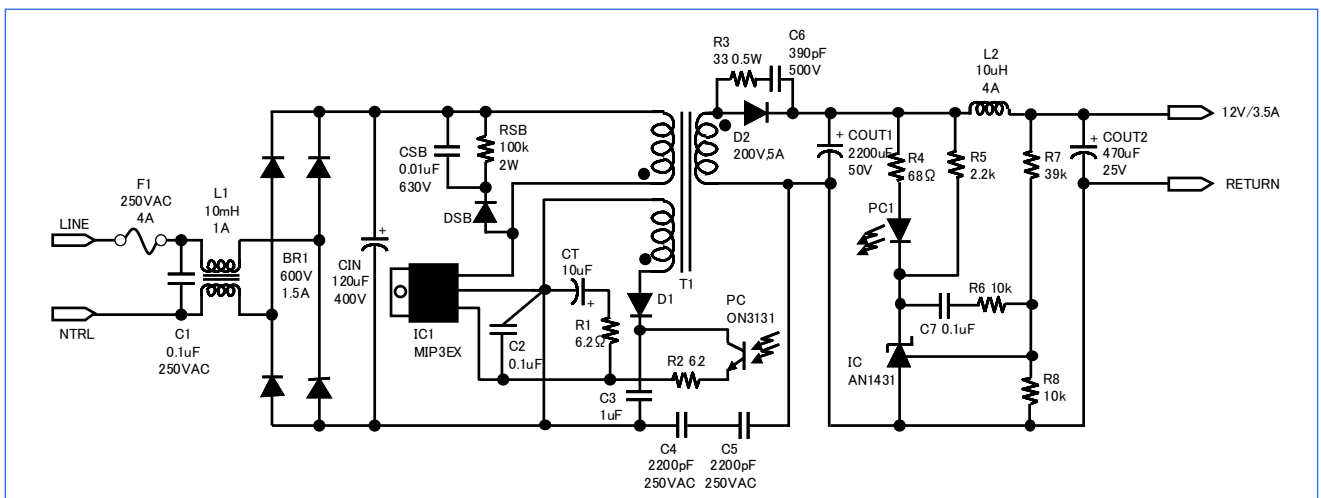 F1
250VAC
4A
L1
10mH
1A
LINE
NTRL
C1
0.1uF
250VAC
BR1
600V
1.5A
CIN
120uF
400V
+
CSB
0.01uF
630V
RSB
100k
2W
DSB
IC1
MIP3EX
CT
10uF
+
C2
0.1uF
R1
6.2Ω
D1
T1
PC
ON3131
R2 6.2
C3
1uF
C4
2200pF
250VAC
C5
2200pF
250VAC
R3
33 0.5W
C6
390pF
500V
D2
200V,5A
+ COUT1
2200uF
50V
R4
68Ω
PC1
R5
2.2k
L2
10uH
4A
R7
39k
+ COUT2
470uF
25V
12V/3.5A
RETURN
R6 10k
C7 0.1uF
IC
AN1431
R8
10k